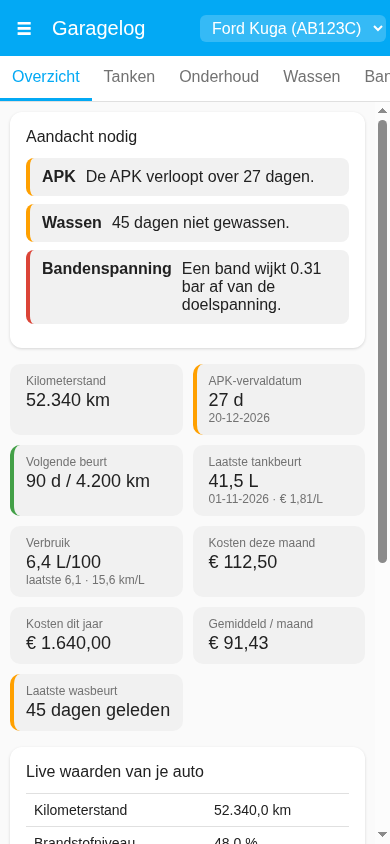 Garagelog
Ford Kuga (AB123C)
Overzicht Tanken Onderhoud Wassen Ban
Aandacht nodig
APK De APK verloopt over 27 dagen.
Wassen 45 dagen niet gewassen.
Bandenspanning Een band wijkt 0.31
bar af van de
doelspanning.
Kilometerstand
52.340 km
APK-vervaldatum
27 d
20-12-2026
Volgende beurt
90 d / 4.200 km
Laatste tankbeurt
41,5 L
01-11-2026 · € 1,81/L
Verbruik
6,4 L/100
laatste 6,1 · 15,6 km/L
Kosten deze maand
€ 112,50
Kosten dit jaar
€ 1.640,00
Gemiddeld / maand
€ 91,43
Laatste wasbeurt
45 dagen geleden
Live waarden van je auto
Kilometerstand 52.340,0 km
Brandstofniveau 48,0 %